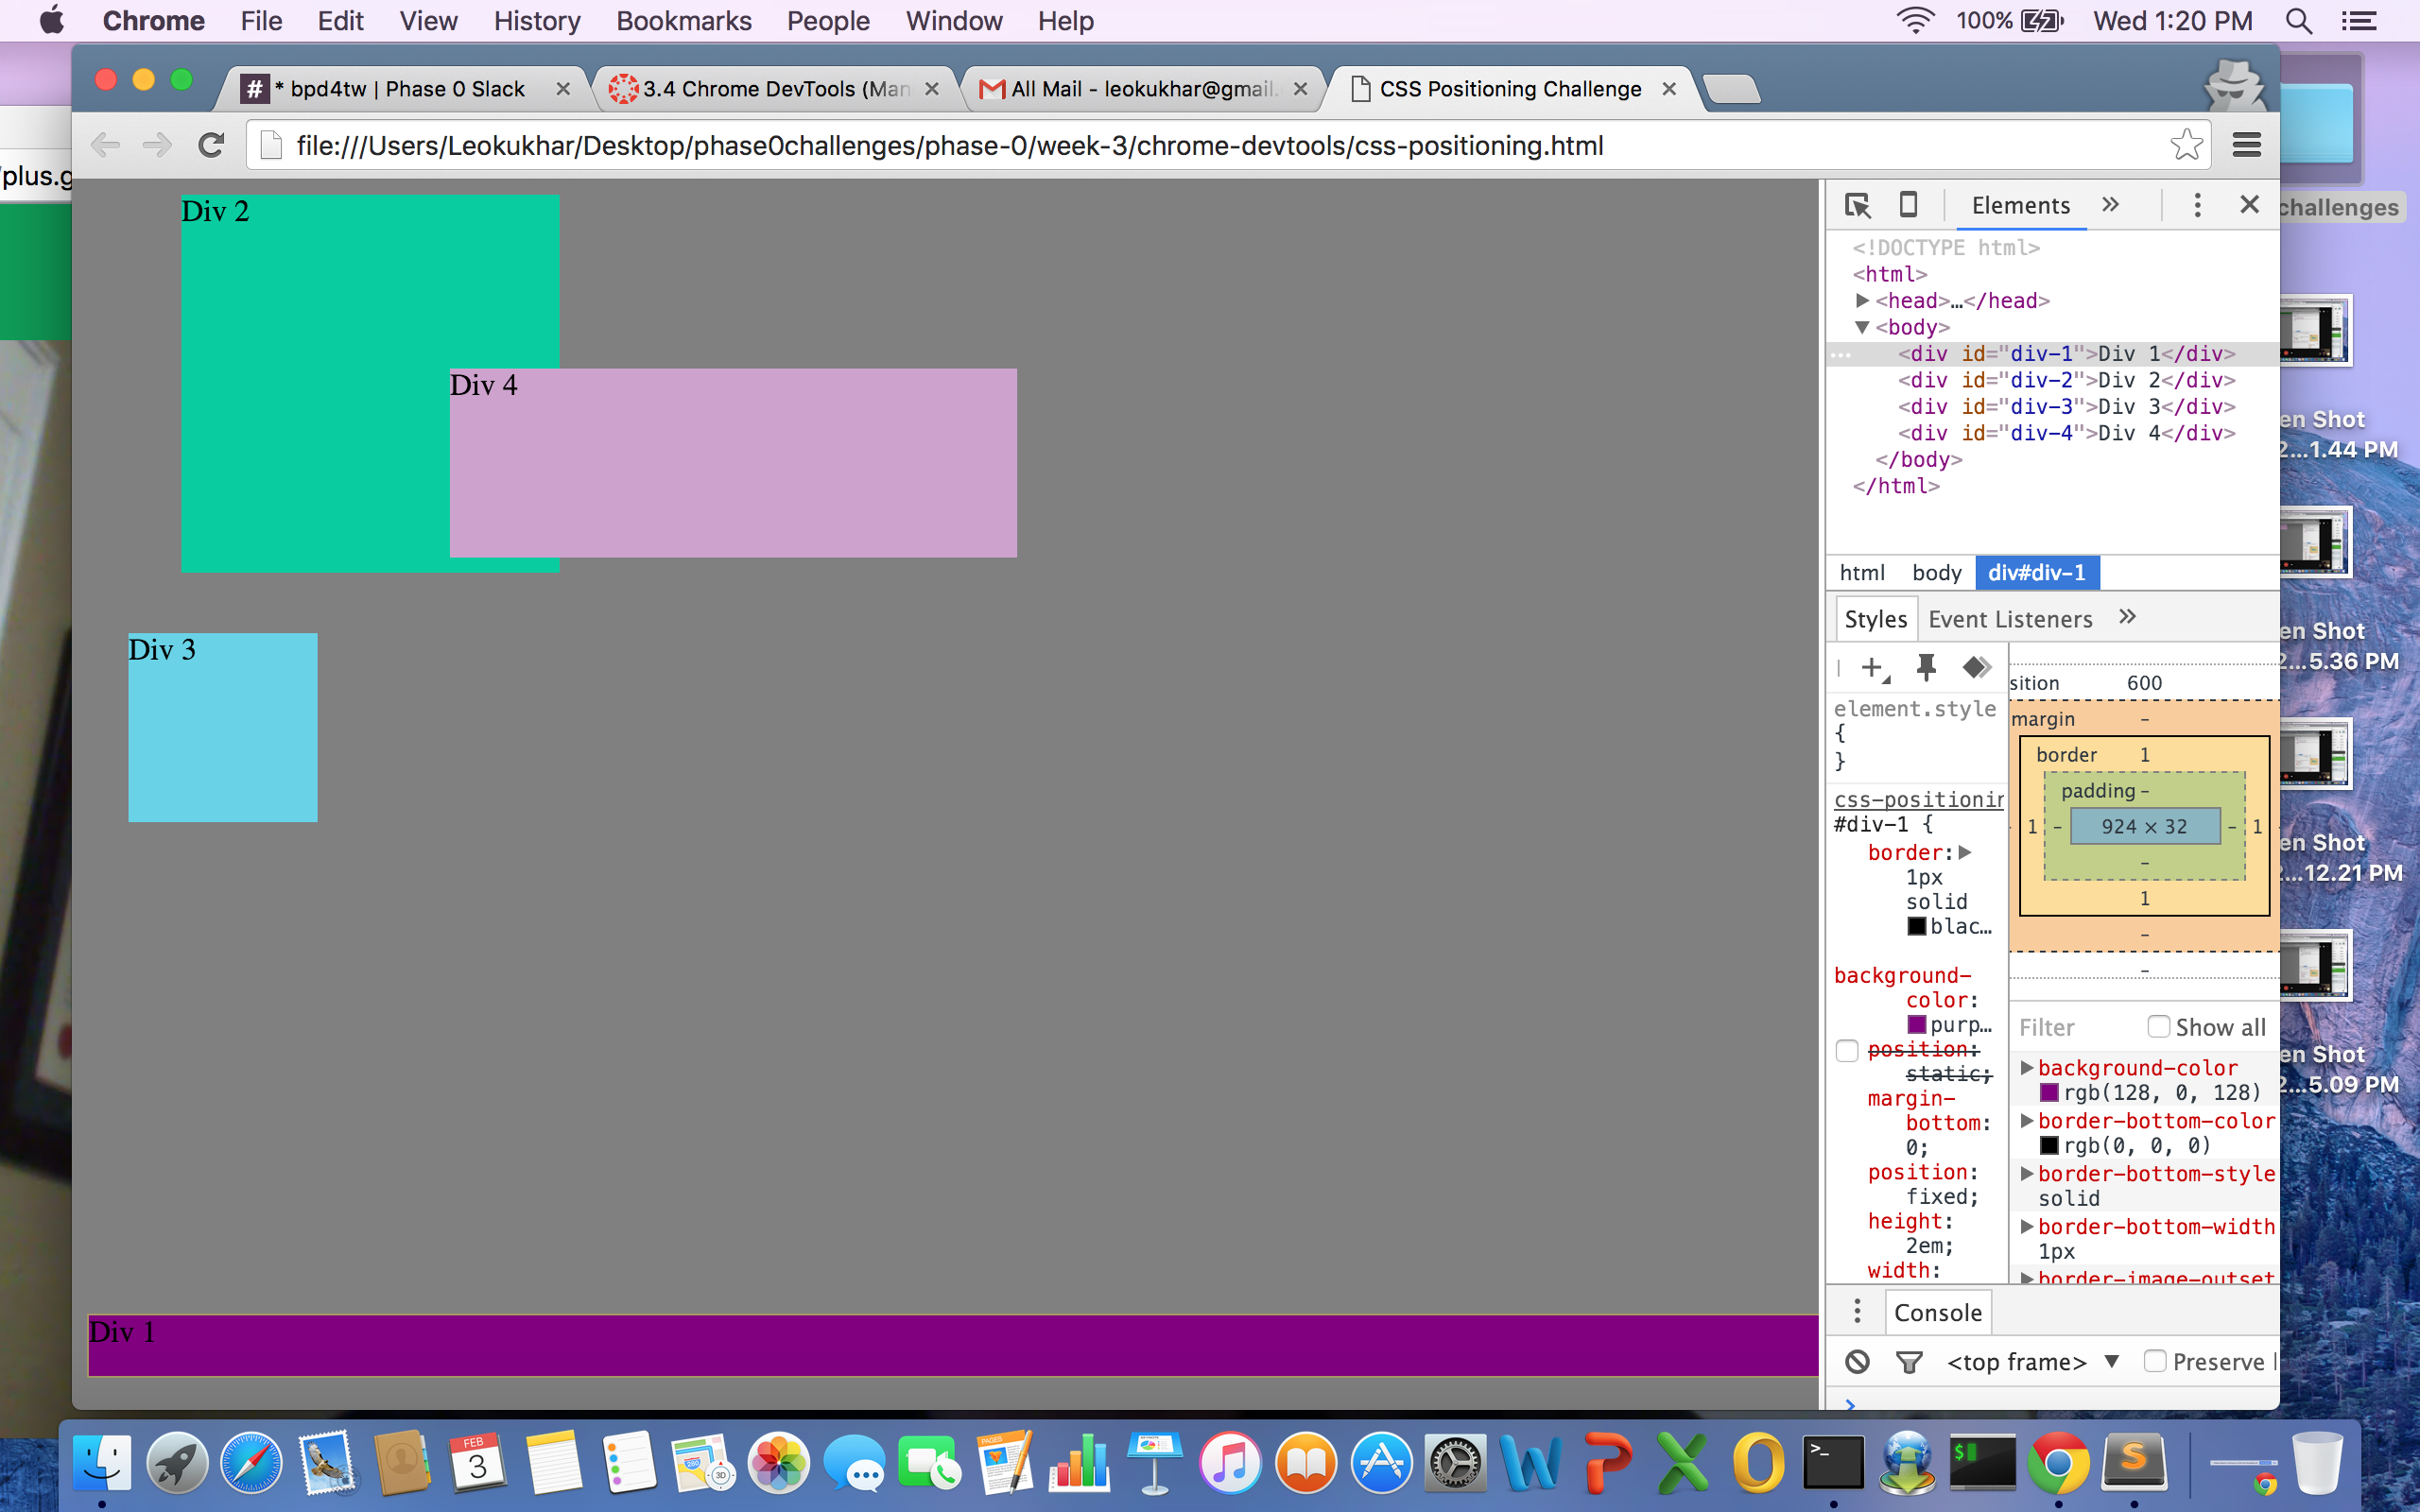 Chrome File Edit View History Bookmarks People Window Help 100% Wed 1:20 PM
# * bpd4tw | Phase 0 Slack 3.4 Chrome DevTools (Man All Mail - leokukhar@gmail. CSS Positioning Challenge
file:///Users/Leokukhar/Desktop/phase0challenges/phase-0/week-3/chrome-devtools/css-positioning.html
/plus.g
challenges
en Shot
2...1.44 PM
en Shot
2...5.36 PM
en Shot
2...12.21 PM
en Shot
2...5.09 PM
Div 2
Div 4
Div 3
Div 1
Elements »
<!DOCTYPE html>
<html>
<head>…</head>
<body>
<div id="div-1">Div 1</div>
<div id="div-2">Div 2</div>
<div id="div-3">Div 3</div>
<div id="div-4">Div 4</div>
</body>
</html>
html body div#div-1
Styles Event Listeners »
element.style
{
}
css-positionin
#div-1 {
border:
1px
solid
blac…
background-
color:
purp…
position:
static;
margin-
bottom:
0;
position:
fixed;
height:
2em;
width:
sition 600
margin -
border 1
padding -
1 - 924 × 32 - 1
-
1
-
-
Filter Show all
background-color
rgb(128, 0, 128)
border-bottom-color
rgb(0, 0, 0)
border-bottom-style
solid
border-bottom-width
1px
border-image-outset
Console
<top frame> ▼ Preserve l
FEB
3